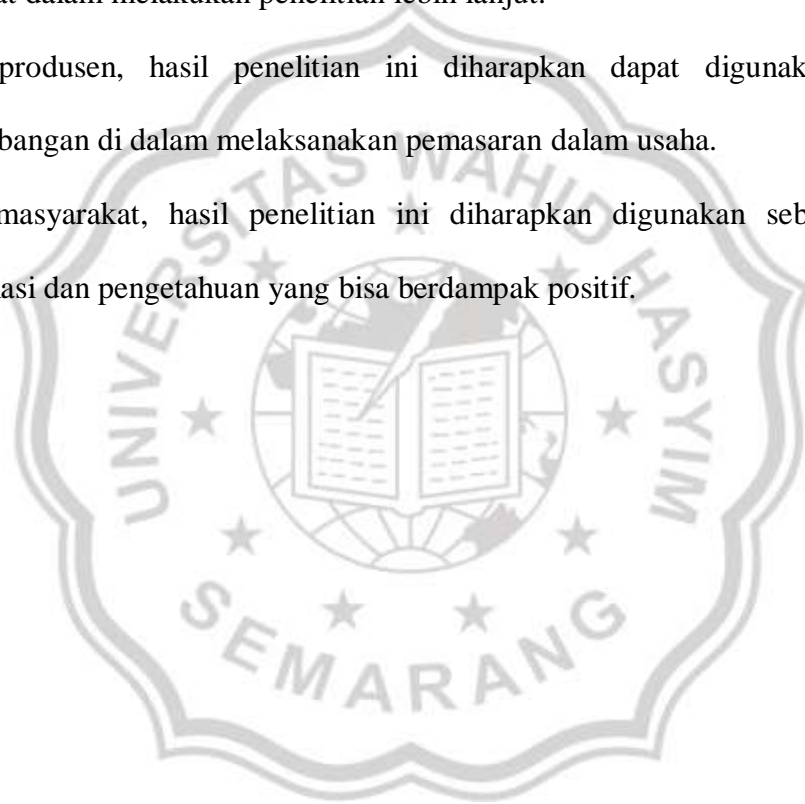 at dalam melakukan penelitian lebih lanjut.
produsen, hasil penelitian ini diharapkan dapat digunak
bangan di dalam melaksanakan pemasaran dalam usaha.
masyarakat, hasil penelitian ini diharapkan digunakan seb
asi dan pengetahuan yang bisa berdampak positif.
UNIVERSITAS WAHID HASYIM
SEMARANG